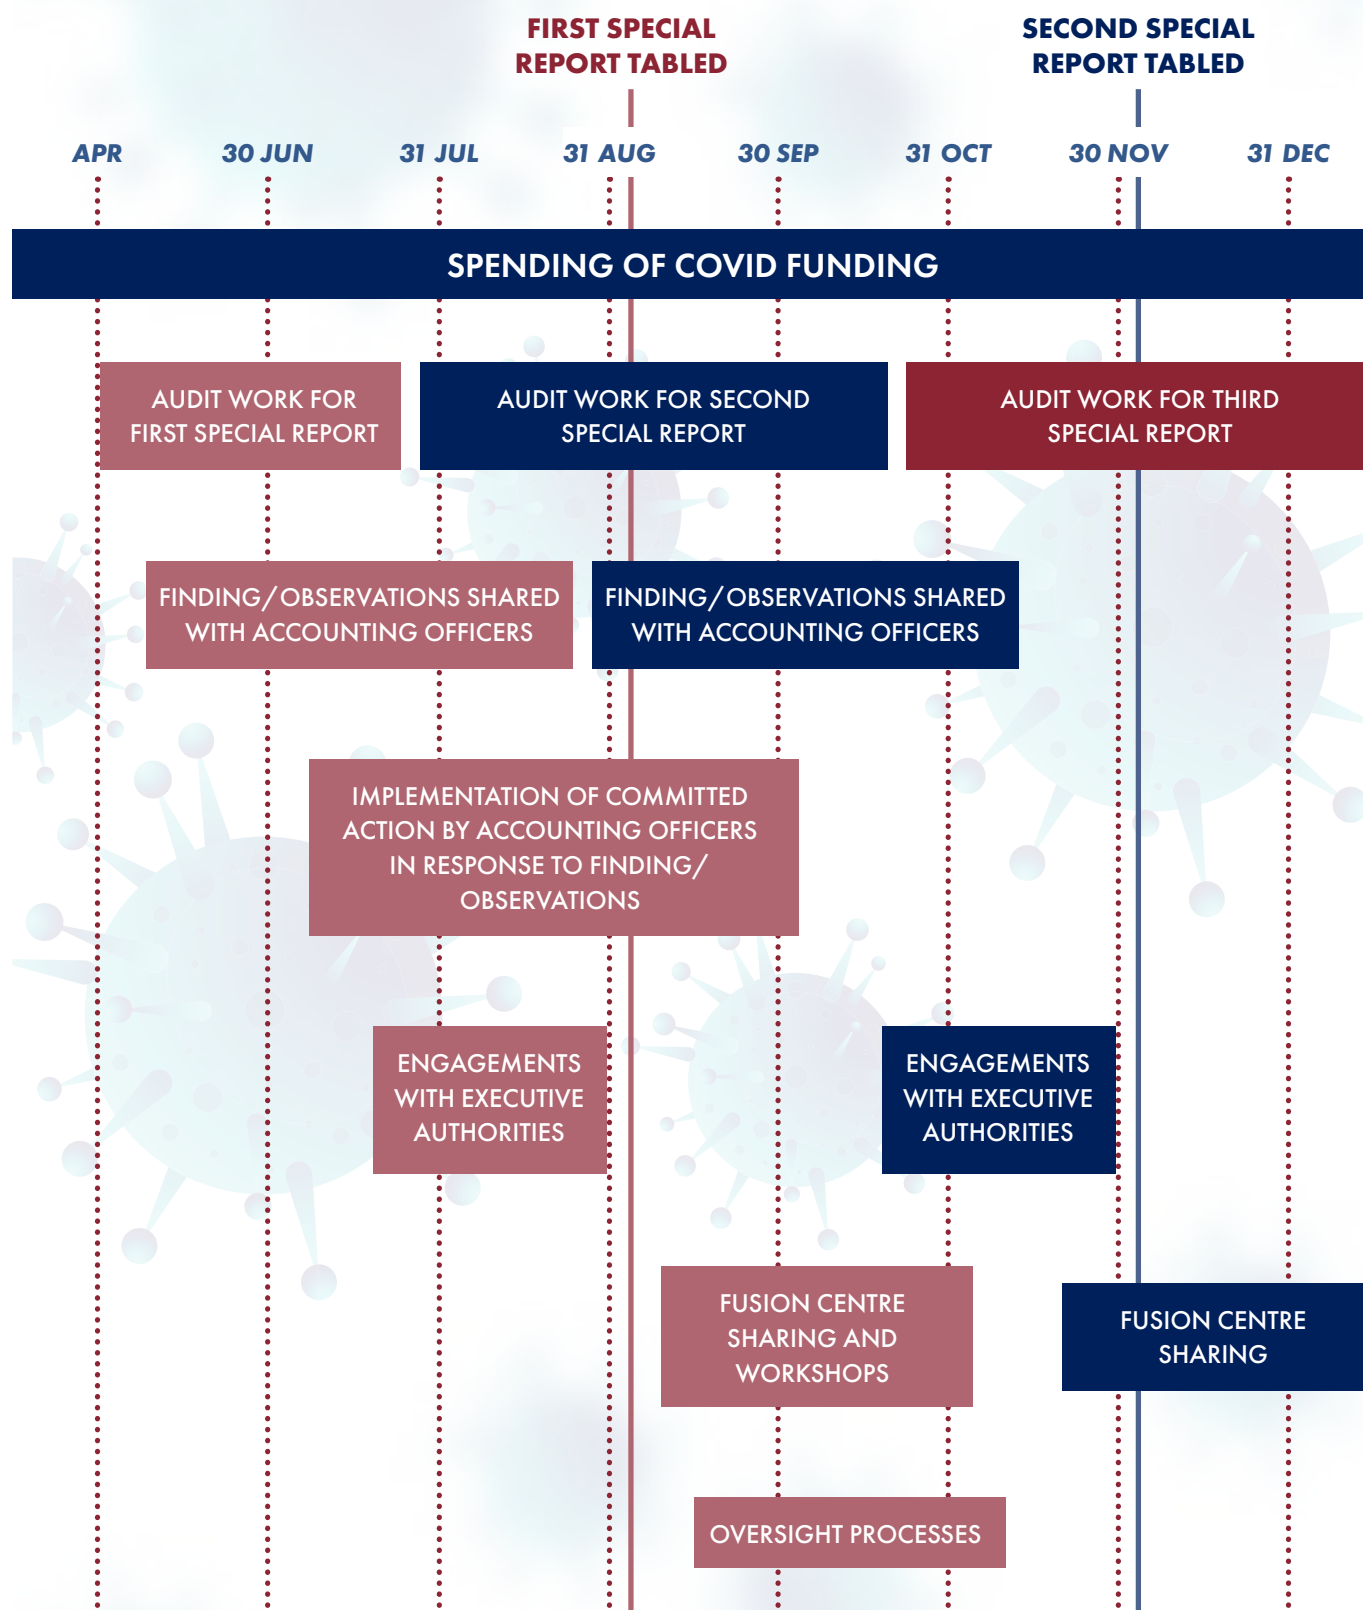 FIRST SPECIAL
REPORT TABLED
SECOND SPECIAL
REPORT TABLED
APR
30 JUN
31 JUL
31 AUG
30 SEP
31 OCT
30 NOV
31 DEC
SPENDING OF COVID FUNDING
AUDIT WORK FOR
FIRST SPECIAL REPORT
AUDIT WORK FOR SECOND
SPECIAL REPORT
AUDIT WORK FOR THIRD
SPECIAL REPORT
FINDING/OBSERVATIONS SHARED
WITH ACCOUNTING OFFICERS
FINDING/OBSERVATIONS SHARED
WITH ACCOUNTING OFFICERS
IMPLEMENTATION OF COMMITTED
ACTION BY ACCOUNTING OFFICERS
IN RESPONSE TO FINDING/
OBSERVATIONS
ENGAGEMENTS
WITH EXECUTIVE
AUTHORITIES
ENGAGEMENTS
WITH EXECUTIVE
AUTHORITIES
FUSION CENTRE
SHARING AND
WORKSHOPS
FUSION CENTRE
SHARING
OVERSIGHT PROCESSES